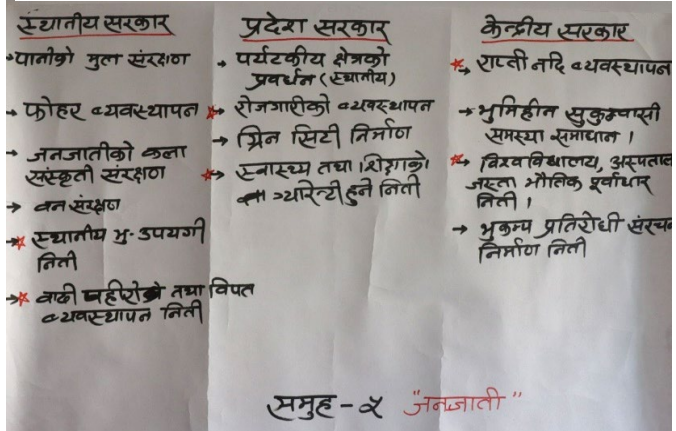 स्थानीय सरकार
→ पानीको मुल संरक्षण
→ फोहर व्यवस्थापन
→ जनजातीको कला
संस्कृती संरक्षण
→ वन संरक्षण
→ स्थानीय भु-उपयगी
निती
→ वाढी पहीरो तथा विपत
व्यवस्थापन निती
प्रदेश सरकार
→ पर्यटकीय क्षेत्रको
प्रवर्धन (स्थानीय)
→ रोजगारीको व्यवस्थापन
→ ग्रिन सिटी निर्माण
→ स्वास्थ्य तथा शिक्षाको
ग्यारेन्टी हुने निती
केन्द्रीय सरकार
→ राप्ती नदि व्यवस्थापन
→ भुमिहीन सुकुम्वासी
समस्या समाधान ।
→ विश्वविद्यालय, अस्पताल
जस्ता भौतिक पूर्वाधार
निती ।
→ भुकम्प प्रतिरोधी संरचन
निर्माण निती
समुह - ५ "जनजाती"